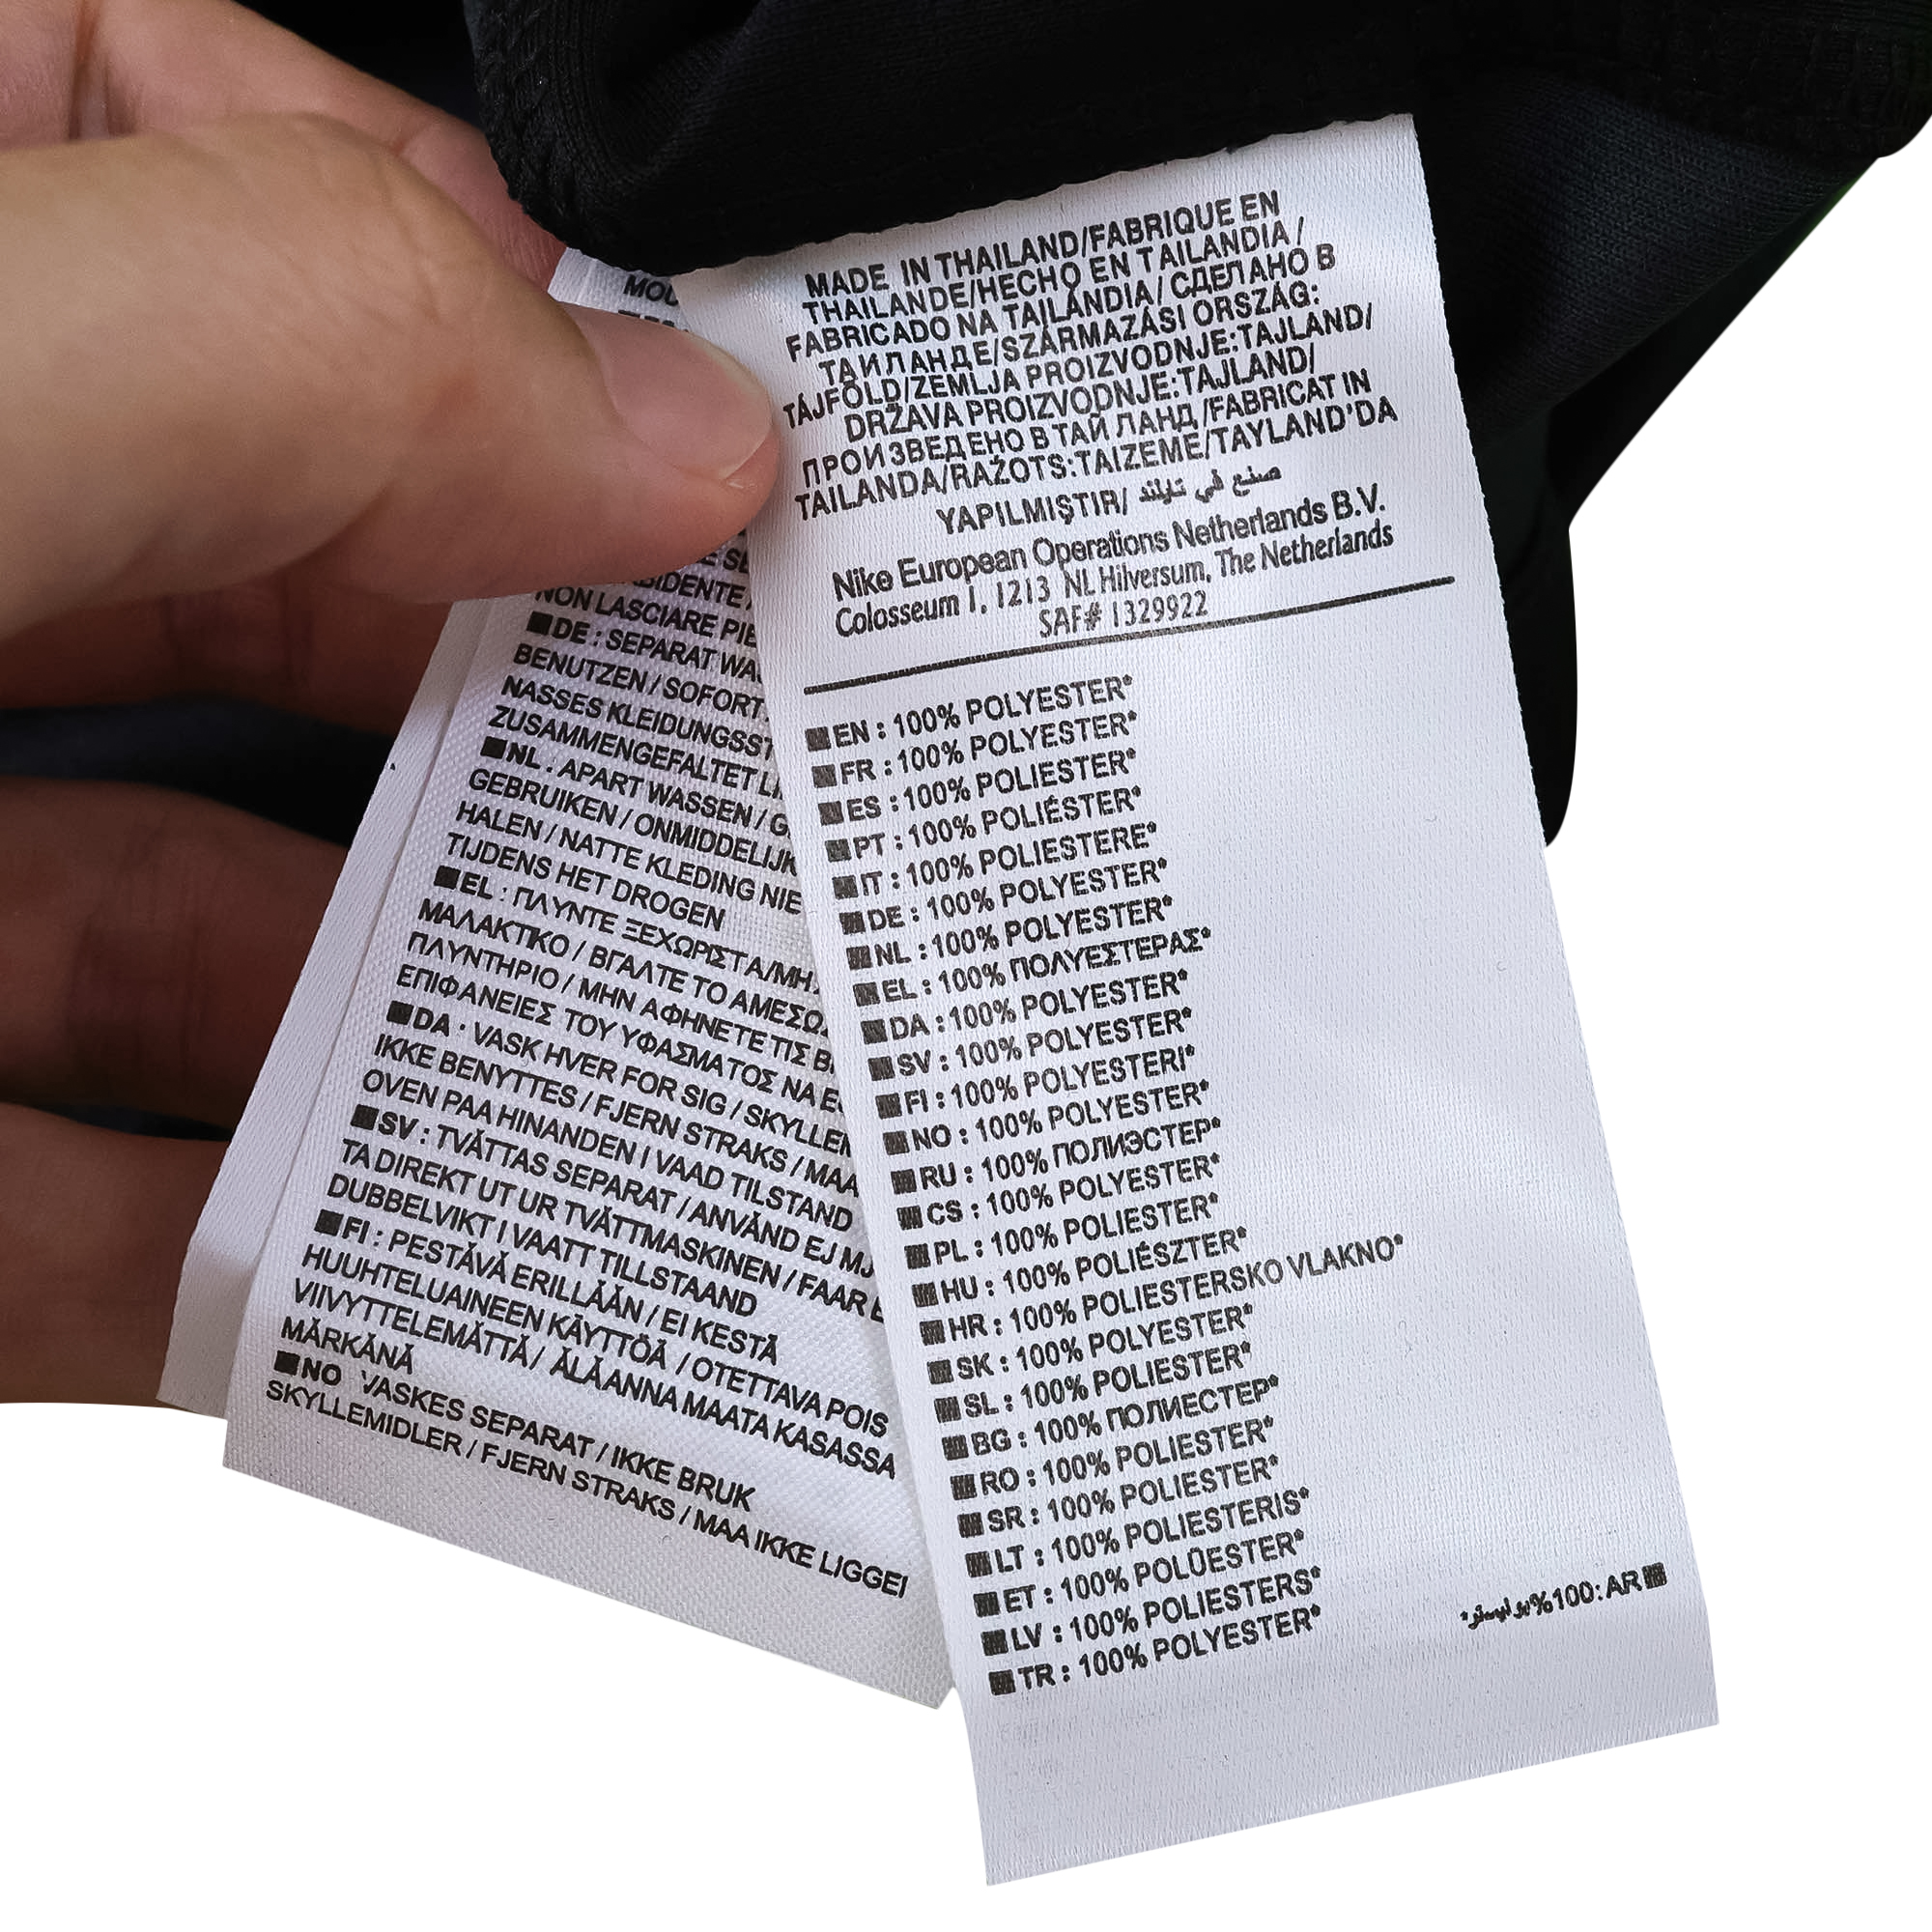 MADE IN THAILAND/FABRIQUE EN
THAILANDE/HECHO EN TAILANDIA/
FABRICADO NA TAILÂNDIA/СДЕЛАНО В
ТАИЛАНДЕ/SZÁRMAZÁSI ORSZÁG:
TÁJFÖLD/ZEMLJA PROIZVODNJE:TAJLAND/
DRŽAVA PROIZVODNJE:TAJLAND/
ПРОИЗВЕДЕНО В ТАЙЛАНД/FABRICAT IN
TAILANDA/RAŽOTS:TAIZEME/TAYLAND'DA
YAPILMIŞTIR/ صنع في تايلند
Nike European Operations Netherlands B.V.
Colosseum 1, 1213 NL Hilversum, The Netherlands
SAF# 1329922
EN : 100% POLYESTER*
FR : 100% POLYESTER*
ES : 100% POLIESTER*
PT : 100% POLIÉSTER*
IT : 100% POLIESTERE*
DE : 100% POLYESTER*
NL : 100% POLYESTER*
EL : 100% ΠΟΛΥΕΣΤΕΡΑΣ*
DA : 100% POLYESTER*
SV : 100% POLYESTER*
FI : 100% POLYESTERI*
NO : 100% POLYESTER*
RU : 100% ПОЛИЭСТЕР*
CS : 100% POLYESTER*
PL : 100% POLIESTER*
HU : 100% POLIÉSZTER*
HR : 100% POLIESTERSKO VLAKNO*
SK : 100% POLYESTER*
SL : 100% POLIESTER*
BG : 100% ПОЛИЕСТЕР*
RO : 100% POLIESTER*
SR : 100% POLIESTER*
LT : 100% POLIESTERIS*
ET : 100% POLÜESTER*
LV : 100% POLIESTERS*
TR : 100% POLYESTER*
AR :100%
NON LASCIARE
DE : SEPARAT
BENUTZEN / SOFORT
NASSES
ZUSAMMENGEFALTET
NL : APART WASSEN /
GEBRUIKEN / ONMIDDELIJK
HALEN / NATTE KLEDING
TIJDENS HET DROGEN
EL : ΠΛΥΝΤΕ ΞΕΧΩΡΙΣΤΑ/ΜΗ
ΜΑΛΑΚΤΙΚΟ / ΒΓΑΛΤΕ ΤΟ
ΠΛΥΝΤΗΡΙΟ / ΜΗΝ ΑΦΗΝΕΤΕ ΤΙΣ
ΕΠΙΦΑΝΕΙΕΣ ΤΟΥ ΥΦΑΣΜΑΤΟΣ ΝΑ
DA : VASK HVER FOR SIG /
IKKE BENYTTES / FJERN STRAKS / MAA
OVEN PAA HINANDEN I VAAD TILSTAND
SV : TVÄTTAS SEPARAT / ANVÄND EJ
TA DIREKT UT UR TVÄTTMASKINEN / FAAR
DUBBELVIKT I VAATT TILLSTAAND
FI : PESTÄVÄ ERILLÄÄN / EI KESTÄ
HUUHTELUAINEEN KÄYTTÖÄ / OTETTAVA POIS
VIIVYTTELEMÄTTÄ / ÄLÄ ANNA MAATA KASASSA
MÄRKÄNÄ
NO VASKES SEPARAT / IKKE BRUK
SKYLLEMIDLER / FJERN STRAKS / MAA IKKE LIGGEI